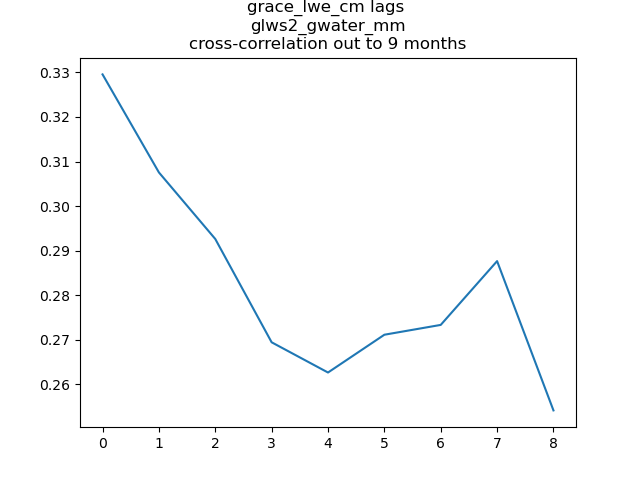 grace_lwe_cm lags
glws2_gwater_mm
cross-correlation out to 9 months
0.33
0.32
0.31
0.30
0.29
0.28
0.27
0.26
0 1 2 3 4 5 6 7 8